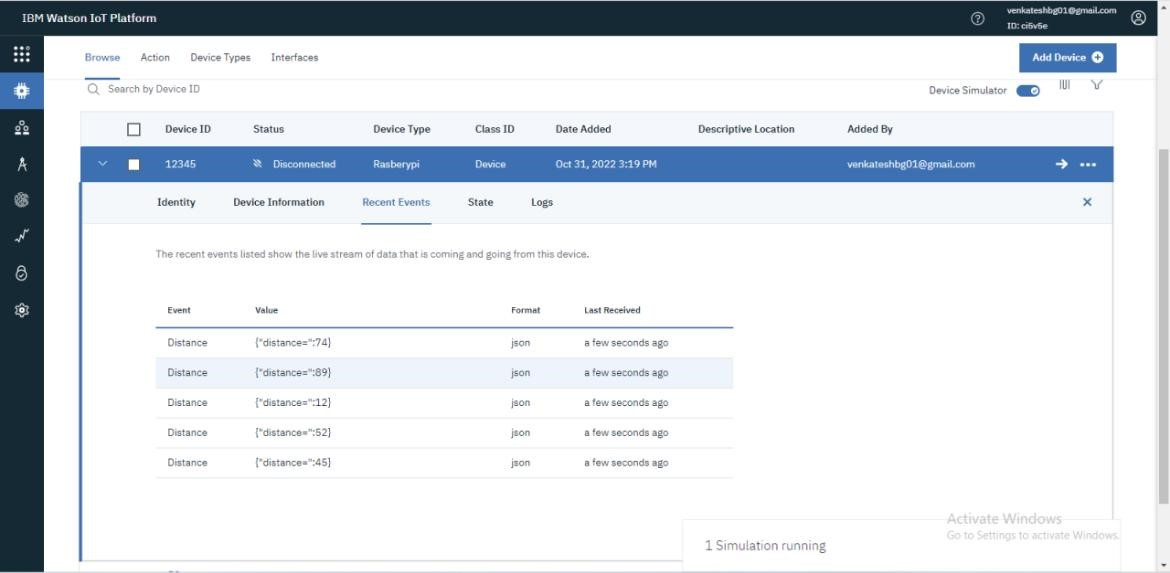 IBM Watson IoT Platform
venkateshbg01@gmail.com
ID: ci5v5e
Browse Action Device Types Interfaces
Add Device
Search by Device ID
Device Simulator
Device ID Status Device Type Class ID Date Added Descriptive Location Added By
12345 Disconnected Rasberypi Device Oct 31, 2022 3:19 PM venkateshbg01@gmail.com
Identity Device Information Recent Events State Logs
The recent events listed show the live stream of data that is coming and going from this device.
Event Value Format Last Received
Distance {"distance=":74} json a few seconds ago
Distance {"distance=":89} json a few seconds ago
Distance {"distance=":12} json a few seconds ago
Distance {"distance=":52} json a few seconds ago
Distance {"distance=":45} json a few seconds ago
Activate Windows
Go to Settings to activate Windows.
1 Simulation running